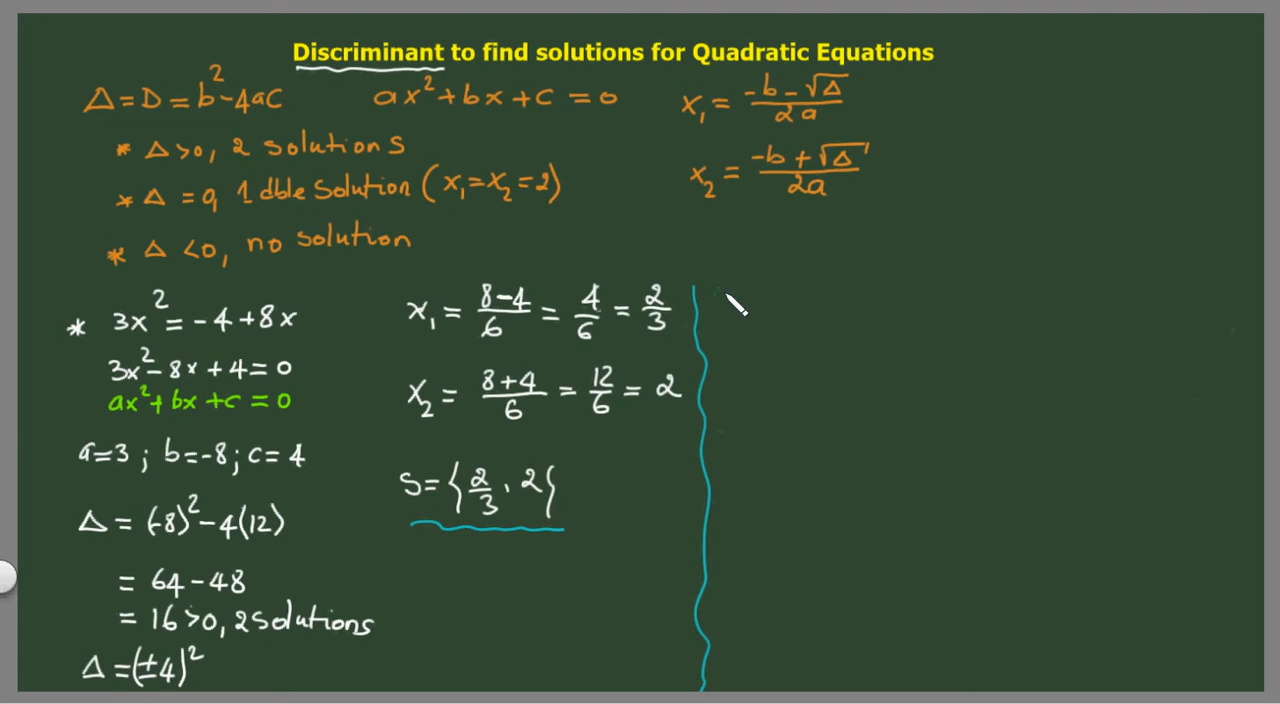 Discriminant to find solutions for Quadratic Equations
Δ = D = b² - 4ac
ax² + bx + c = 0
x₁ = (-b - √Δ)/(2a)
* Δ>0, 2 solutions
x₂ = (-b + √Δ)/(2a)
* Δ = 0, 1 dble solution (x₁=x₂=2)
* Δ <0, no solution
* 3x² = -4 + 8x
3x² - 8x + 4 = 0
ax² + bx + c = 0
a=3 ; b=-8 ; c=4
Δ = (-8)² - 4(12)
= 64 - 48
= 16 >0, 2 solutions
Δ = (±4)²
x₁ = (8-4)/6 = 4/6 = 2/3
x₂ = (8+4)/6 = 12/6 = 2
S = {2/3, 2}